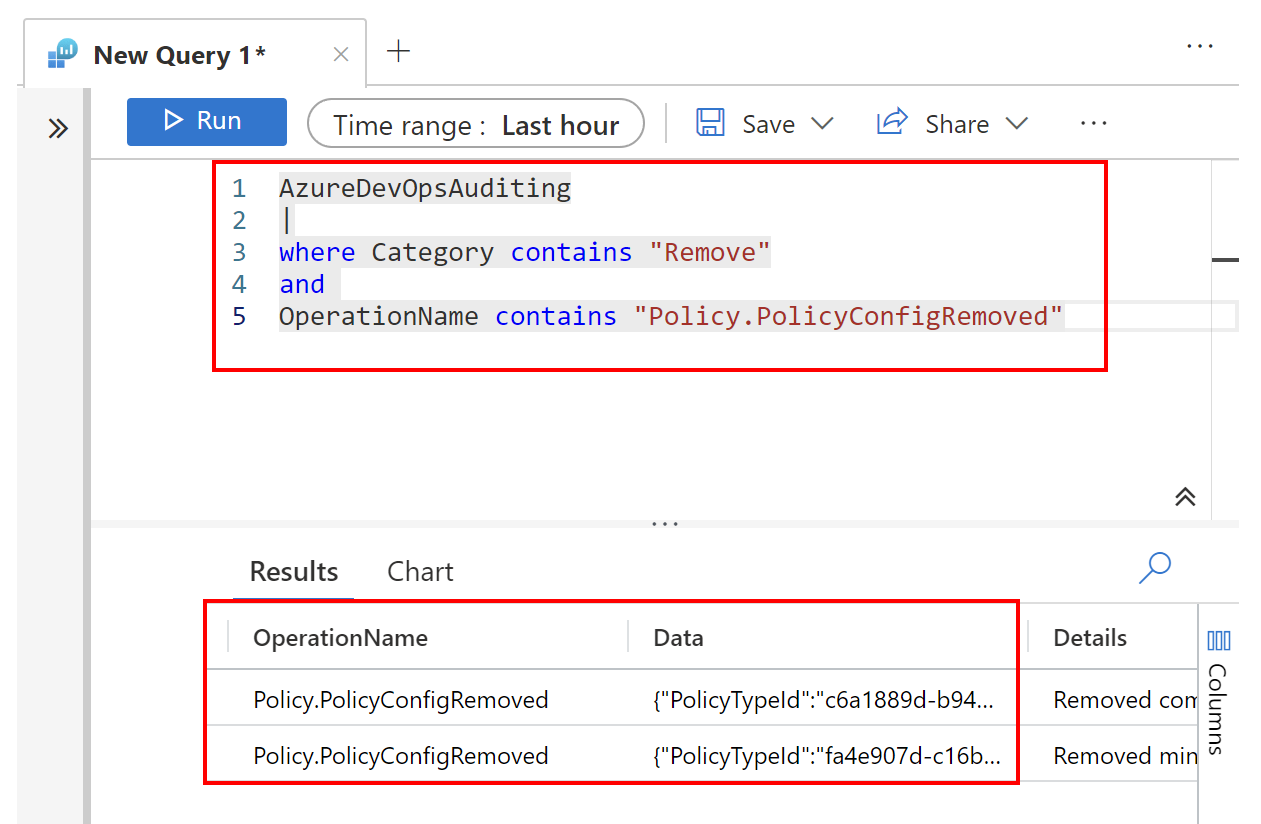 New Query 1*
Run
Time range : Last hour
Save
Share
1 AzureDevOpsAuditing
2 |
3 where Category contains "Remove"
4 and
5 OperationName contains "Policy.PolicyConfigRemoved"
Results Chart
OperationName Data Details
Policy.PolicyConfigRemoved {"PolicyTypeId":"c6a1889d-b94... Removed com
Policy.PolicyConfigRemoved {"PolicyTypeId":"fa4e907d-c16b... Removed min
Columns